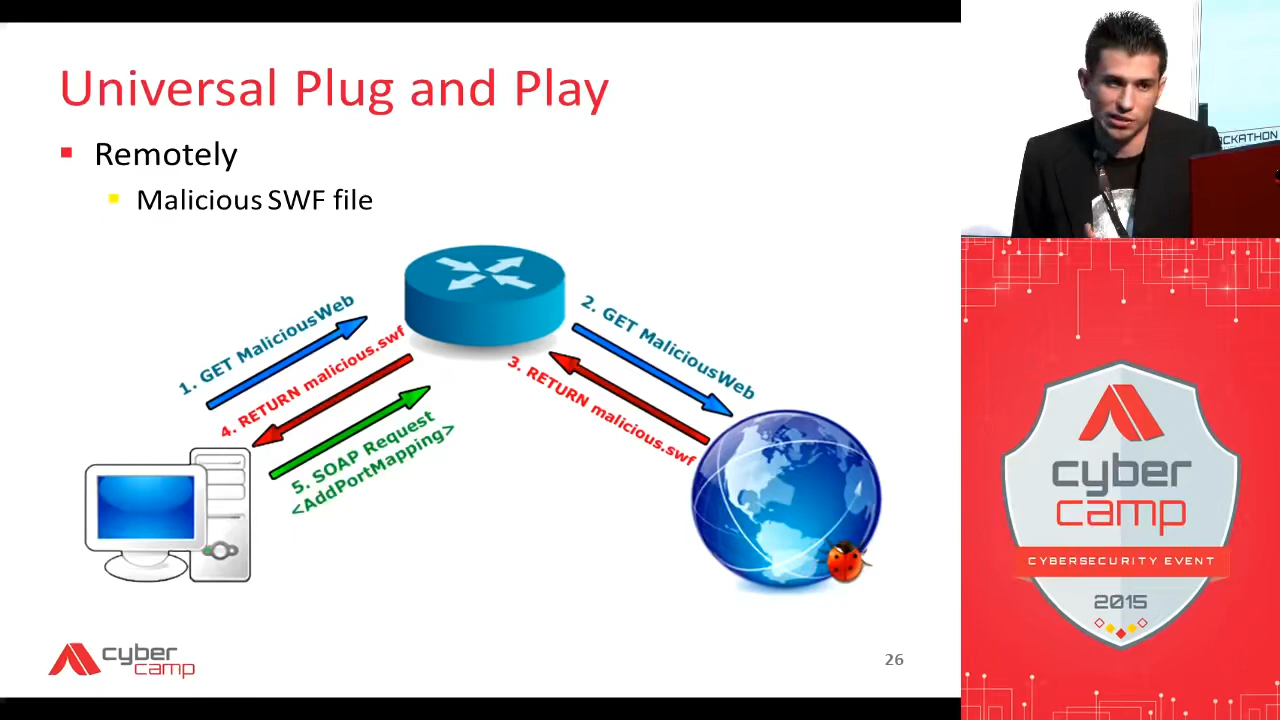 Universal Plug and Play
Remotely
Malicious SWF file
1. GET MaliciousWeb
2. GET MaliciousWeb
3. RETURN malicious.swf
4. RETURN malicious.swf
5. SOAP Request
<AddPortMapping>
cyber
camp
26
cyber
camp
CYBERSECURITY EVENT
2015